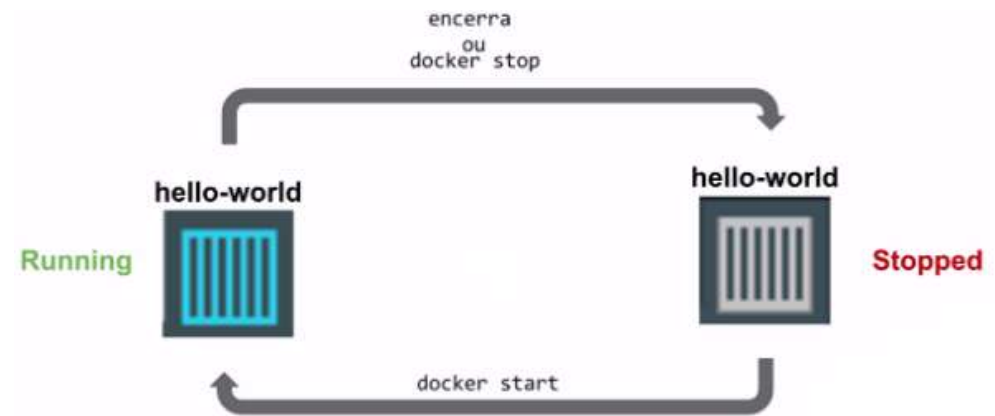 encerra
ou
docker stop
hello-world
hello-world
Running
Stopped
docker start